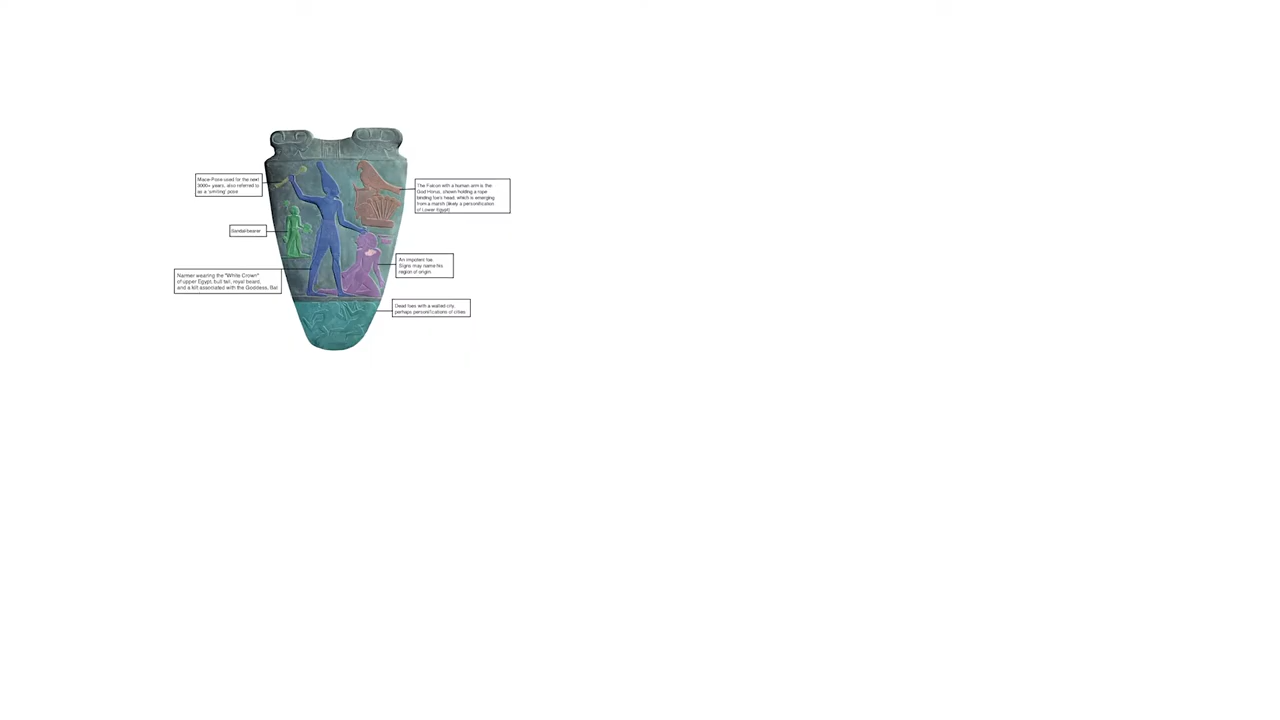 Mace-Pose used for the next
3000+ years, also referred to
as a 'smiting' pose
The Falcon with a human arm is the
God Horus, shown holding a rope
binding foe's head, which is emerging
from a marsh (likely a personification
of Lower Egypt)
Sandal-bearer
An impotent foe.
Signs may name his
region of origin.
Narmer wearing the "White Crown"
of upper Egypt, bull tail, royal beard,
and a kilt associated with the Goddess, Bat
Dead foes with a walled city,
perhaps personifications of cities